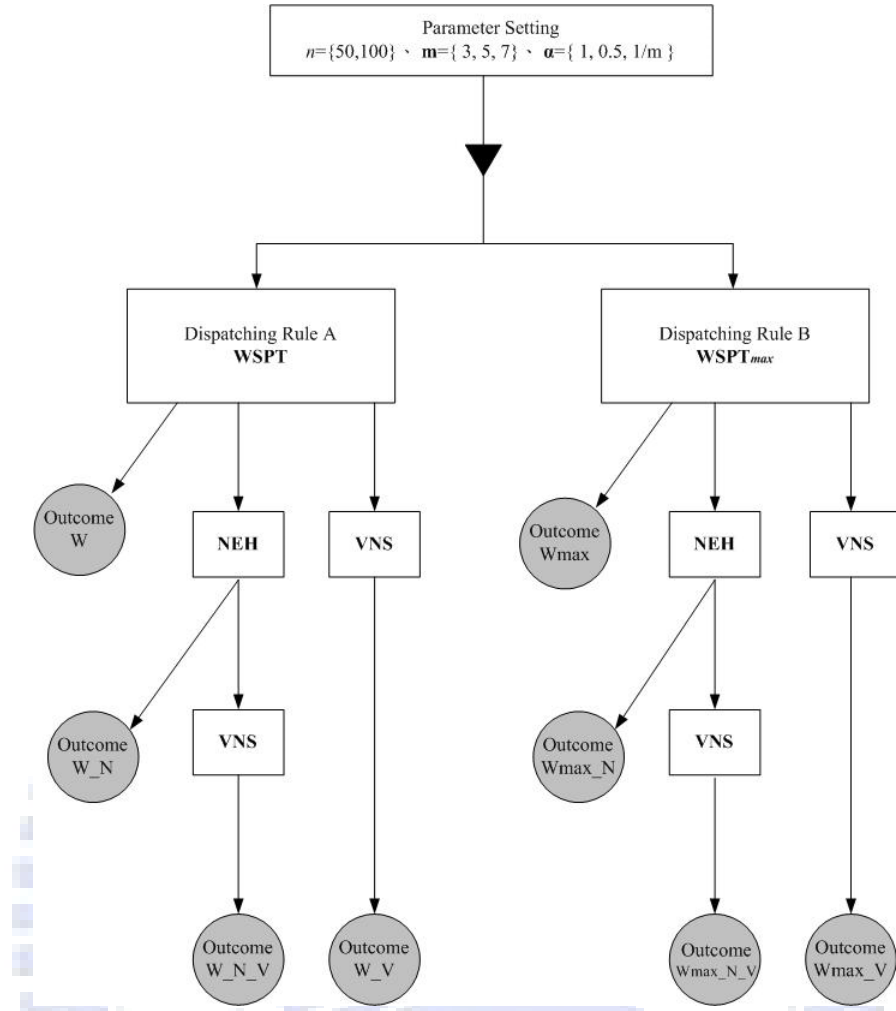 Parameter Setting
n={50,100}、 m={ 3, 5, 7}、 α={ 1, 0.5, 1/m }
Dispatching Rule A
WSPT
Dispatching Rule B
WSPTmax
Outcome
W
NEH
VNS
Outcome
Wmax
NEH
VNS
Outcome
W_N
VNS
Outcome
Wmax_N
VNS
Outcome
W_N_V
Outcome
W_V
Outcome
Wmax_N_V
Outcome
Wmax_V